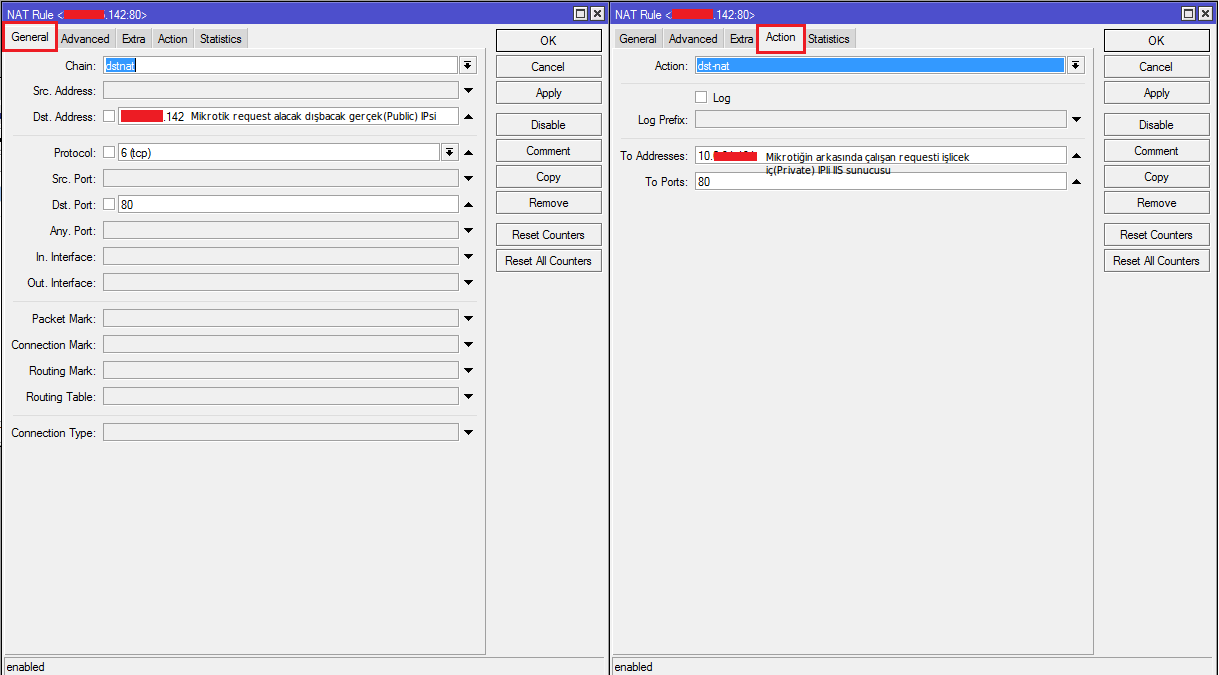 NAT Rule < .142:80>
General Advanced Extra Action Statistics
Chain: dstnat
Src. Address:
Dst. Address: .142 Mikrotik request alacak dışbacak gerçek(Public) IPsi
Protocol: 6 (tcp)
Src. Port:
Dst. Port: 80
Any. Port:
In. Interface:
Out. Interface:
Packet Mark:
Connection Mark:
Routing Mark:
Routing Table:
Connection Type:
OK
Cancel
Apply
Disable
Comment
Copy
Remove
Reset Counters
Reset All Counters
enabled
NAT Rule < .142:80>
General Advanced Extra Action Statistics
Action: dst-nat
Log
Log Prefix:
To Addresses: 10. Mikrotiğin arkasında çalışan requesti işlicek
iç(Private) IPli IIS sunucusu
To Ports: 80
OK
Cancel
Apply
Disable
Comment
Copy
Remove
Reset Counters
Reset All Counters
enabled